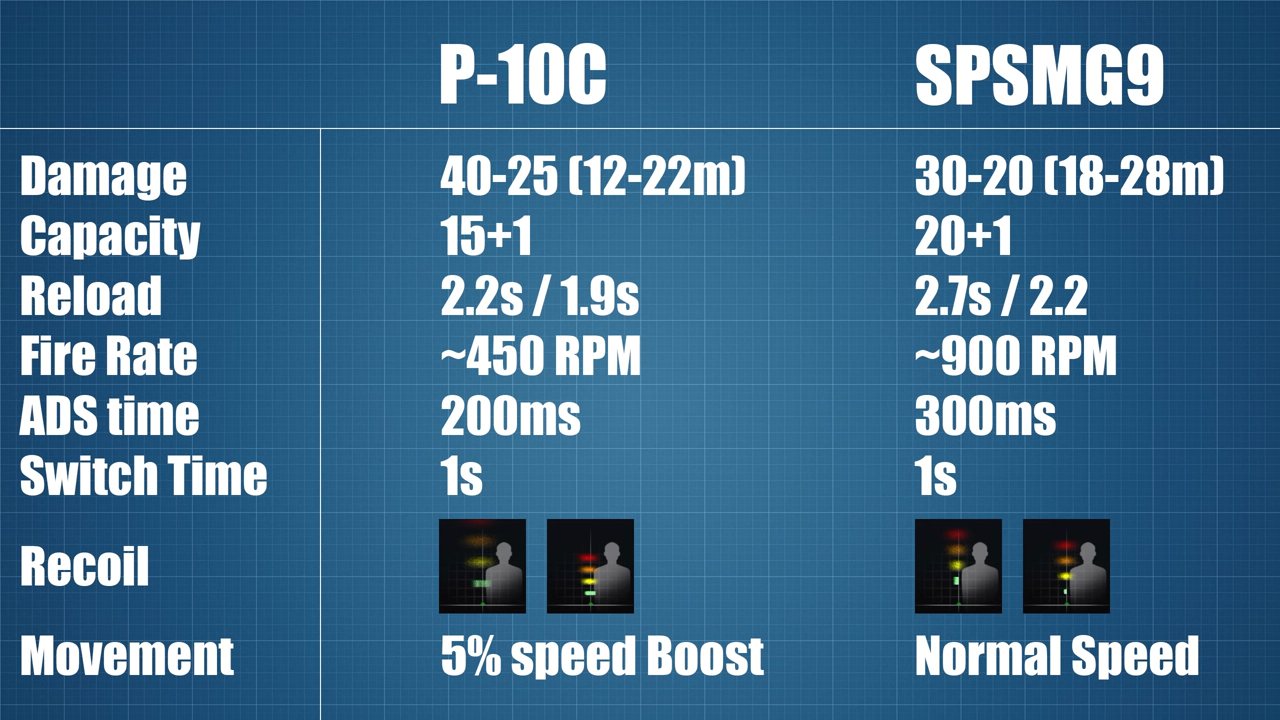 P-10C SPSMG9
Damage 40-25 (12-22m) 30-20 (18-28m)
Capacity 15+1 20+1
Reload 2.2s / 1.9s 2.7s / 2.2
Fire Rate ~450 RPM ~900 RPM
ADS time 200ms 300ms
Switch Time 1s 1s
Recoil
Movement 5% speed Boost Normal Speed